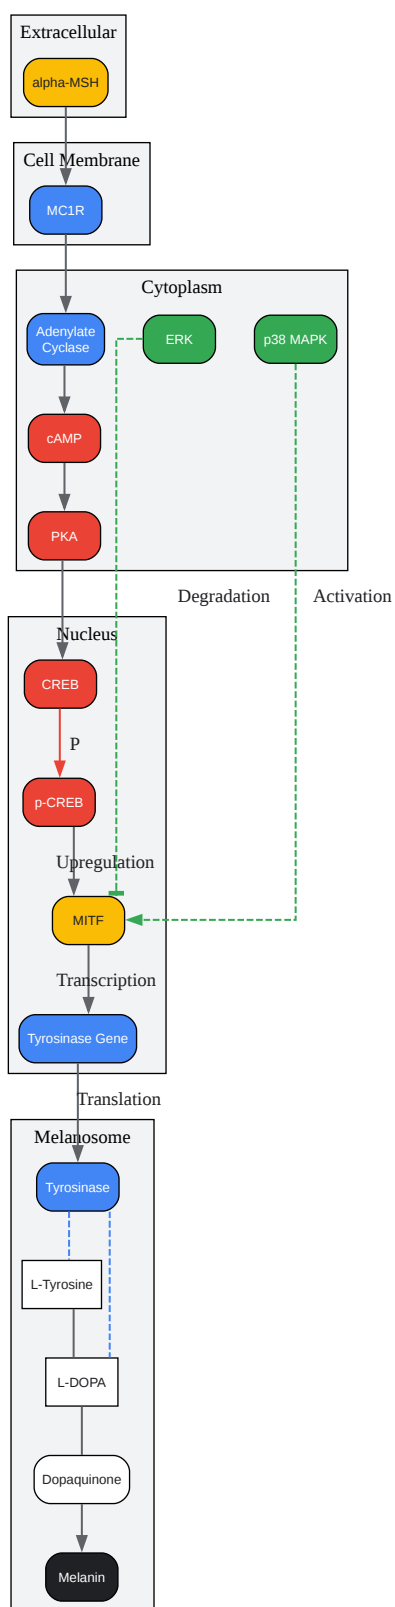 Extracellular
alpha-MSH
Cell Membrane
MC1R
Cytoplasm
Adenylate
Cyclase
ERK
p38 MAPK
cAMP
PKA
Degradation
Activation
Nucleus
CREB
P
p-CREB
Upregulation
MITF
Transcription
Tyrosinase Gene
Translation
Melanosome
Tyrosinase
L-Tyrosine
L-DOPA
Dopaquinone
Melanin